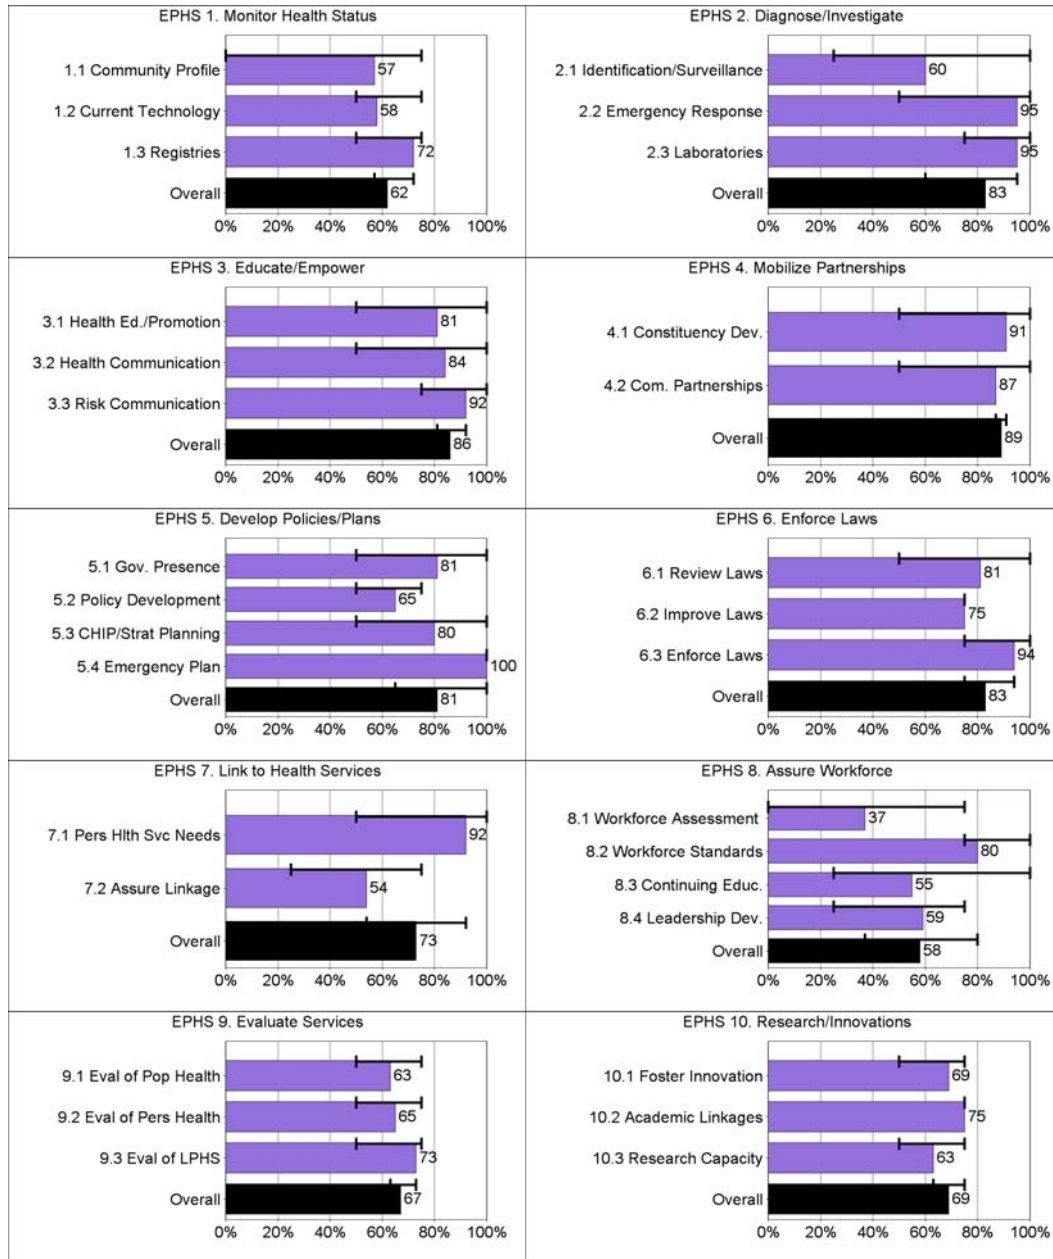 EPHS 1. Monitor Health Status
1.1 Community Profile 57
1.2 Current Technology 58
1.3 Registries 72
Overall 62
0% 20% 40% 60% 80% 100%
EPHS 2. Diagnose/Investigate
2.1 Identification/Surveillance 60
2.2 Emergency Response 95
2.3 Laboratories 95
Overall 83
0% 20% 40% 60% 80% 100%
EPHS 3. Educate/Empower
3.1 Health Ed./Promotion 81
3.2 Health Communication 84
3.3 Risk Communication 92
Overall 86
0% 20% 40% 60% 80% 100%
EPHS 4. Mobilize Partnerships
4.1 Constituency Dev. 91
4.2 Com. Partnerships 87
Overall 89
0% 20% 40% 60% 80% 100%
EPHS 5. Develop Policies/Plans
5.1 Gov. Presence 81
5.2 Policy Development 65
5.3 CHIP/Strat Planning 80
5.4 Emergency Plan 100
Overall 81
0% 20% 40% 60% 80% 100%
EPHS 6. Enforce Laws
6.1 Review Laws 81
6.2 Improve Laws 75
6.3 Enforce Laws 94
Overall 83
0% 20% 40% 60% 80% 100%
EPHS 7. Link to Health Services
7.1 Pers Hlth Svc Needs 92
7.2 Assure Linkage 54
Overall 73
0% 20% 40% 60% 80% 100%
EPHS 8. Assure Workforce
8.1 Workforce Assessment 37
8.2 Workforce Standards 80
8.3 Continuing Educ. 55
8.4 Leadership Dev. 59
Overall 58
0% 20% 40% 60% 80% 100%
EPHS 9. Evaluate Services
9.1 Eval of Pop Health 63
9.2 Eval of Pers Health 65
9.3 Eval of LPHS 73
Overall 67
0% 20% 40% 60% 80% 100%
EPHS 10. Research/Innovations
10.1 Foster Innovation 69
10.2 Academic Linkages 75
10.3 Research Capacity 63
Overall 69
0% 20% 40% 60% 80% 100%